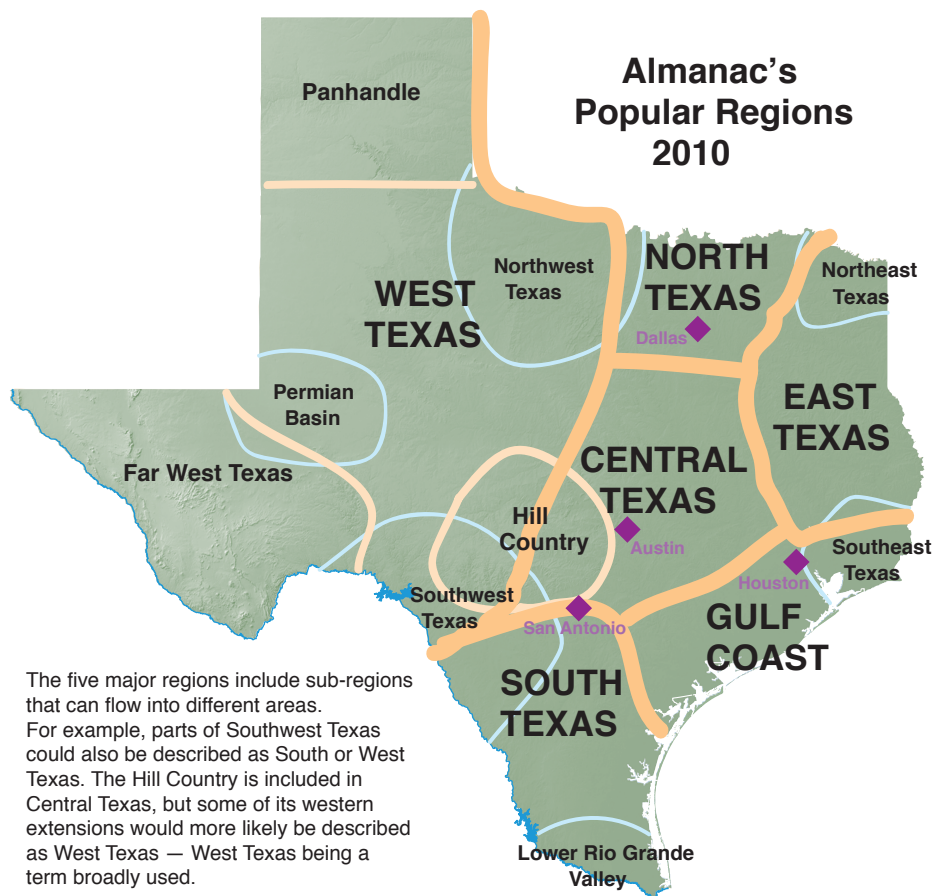 Almanac's
Popular Regions
2010
Panhandle
Northwest
Texas
NORTH
TEXAS
Dallas
Northeast
Texas
WEST
TEXAS
Permian
Basin
EAST
TEXAS
Far West Texas
CENTRAL
TEXAS
Hill
Country
Austin
Houston
Southeast
Texas
Southwest
Texas
San Antonio
GULF
COAST
SOUTH
TEXAS
Lower Rio Grande
Valley
The five major regions include sub-regions
that can flow into different areas.
For example, parts of Southwest Texas
could also be described as South or West
Texas. The Hill Country is included in
Central Texas, but some of its western
extensions would more likely be described
as West Texas — West Texas being a
term broadly used.